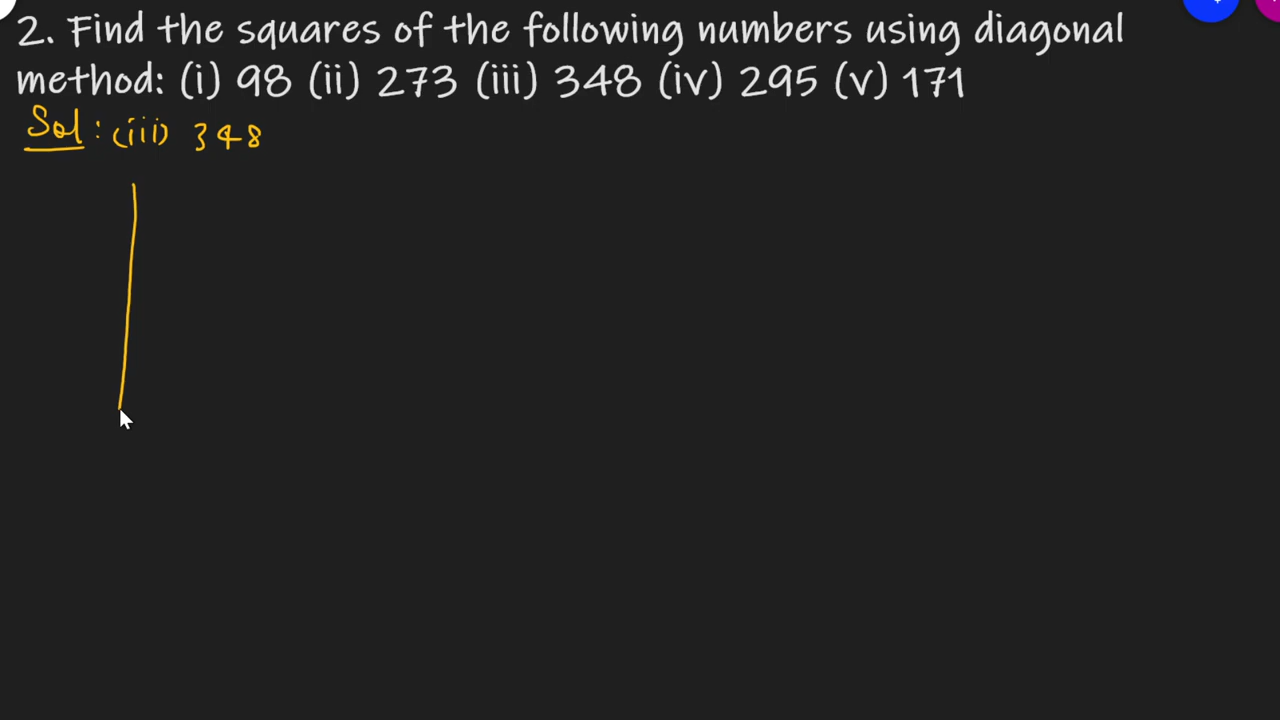 2. Find the squares of the following numbers using diagonal
method: (i) 98 (ii) 273 (iii) 348 (iv) 295 (v) 171
Sol : (iii) 348